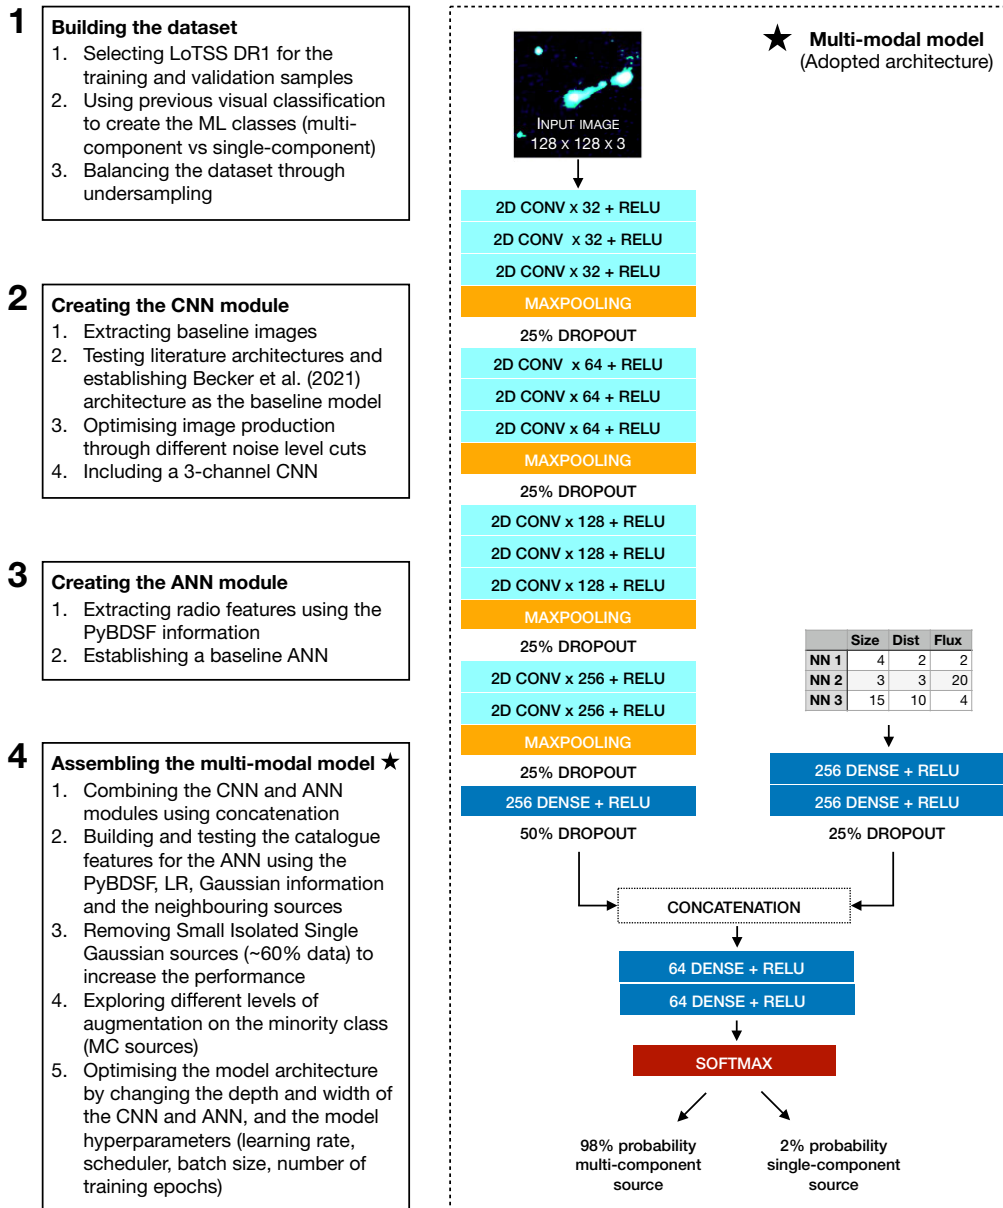 1
Building the dataset
1. Selecting LoTSS DR1 for the
training and validation samples
2. Using previous visual classification
to create the ML classes (multi-
component vs single-component)
3. Balancing the dataset through
undersampling
2
Creating the CNN module
1. Extracting baseline images
2. Testing literature architectures and
establishing Becker et al. (2021)
architecture as the baseline model
3. Optimising image production
through different noise level cuts
4. Including a 3-channel CNN
3
Creating the ANN module
1. Extracting radio features using the
PyBDSF information
2. Establishing a baseline ANN
4
Assembling the multi-modal model ★
1. Combining the CNN and ANN
modules using concatenation
2. Building and testing the catalogue
features for the ANN using the
PyBDSF, LR, Gaussian information
and the neighbouring sources
3. Removing Small Isolated Single
Gaussian sources (~60% data) to
increase the performance
4. Exploring different levels of
augmentation on the minority class
(MC sources)
5. Optimising the model architecture
by changing the depth and width of
the CNN and ANN, and the model
hyperparameters (learning rate,
scheduler, batch size, number of
training epochs)
★ Multi-modal model
(Adopted architecture)
INPUT IMAGE
128 x 128 x 3
2D CONV x 32 + RELU
2D CONV x 32 + RELU
2D CONV x 32 + RELU
MAXPOOLING
25% DROPOUT
2D CONV x 64 + RELU
2D CONV x 64 + RELU
2D CONV x 64 + RELU
MAXPOOLING
25% DROPOUT
2D CONV x 128 + RELU
2D CONV x 128 + RELU
2D CONV x 128 + RELU
MAXPOOLING
25% DROPOUT
2D CONV x 256 + RELU
2D CONV x 256 + RELU
MAXPOOLING
25% DROPOUT
256 DENSE + RELU
50% DROPOUT
Size Dist Flux
NN 1 4 2 2
NN 2 3 3 20
NN 3 15 10 4
256 DENSE + RELU
256 DENSE + RELU
25% DROPOUT
CONCATENATION
64 DENSE + RELU
64 DENSE + RELU
SOFTMAX
98% probability
multi-component
source
2% probability
single-component
source